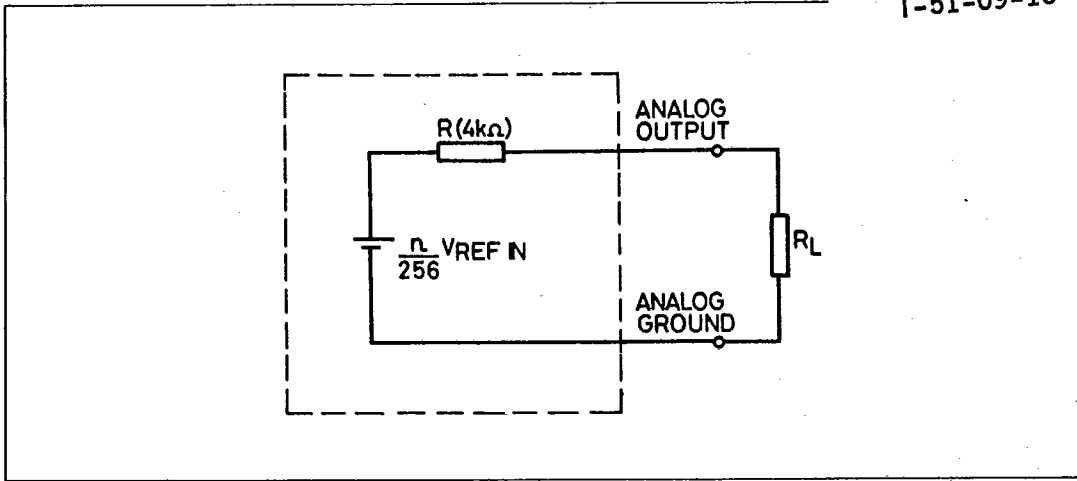 R(4kΩ)
ANALOG
OUTPUT
n
256
VREF IN
RL
ANALOG
GROUND